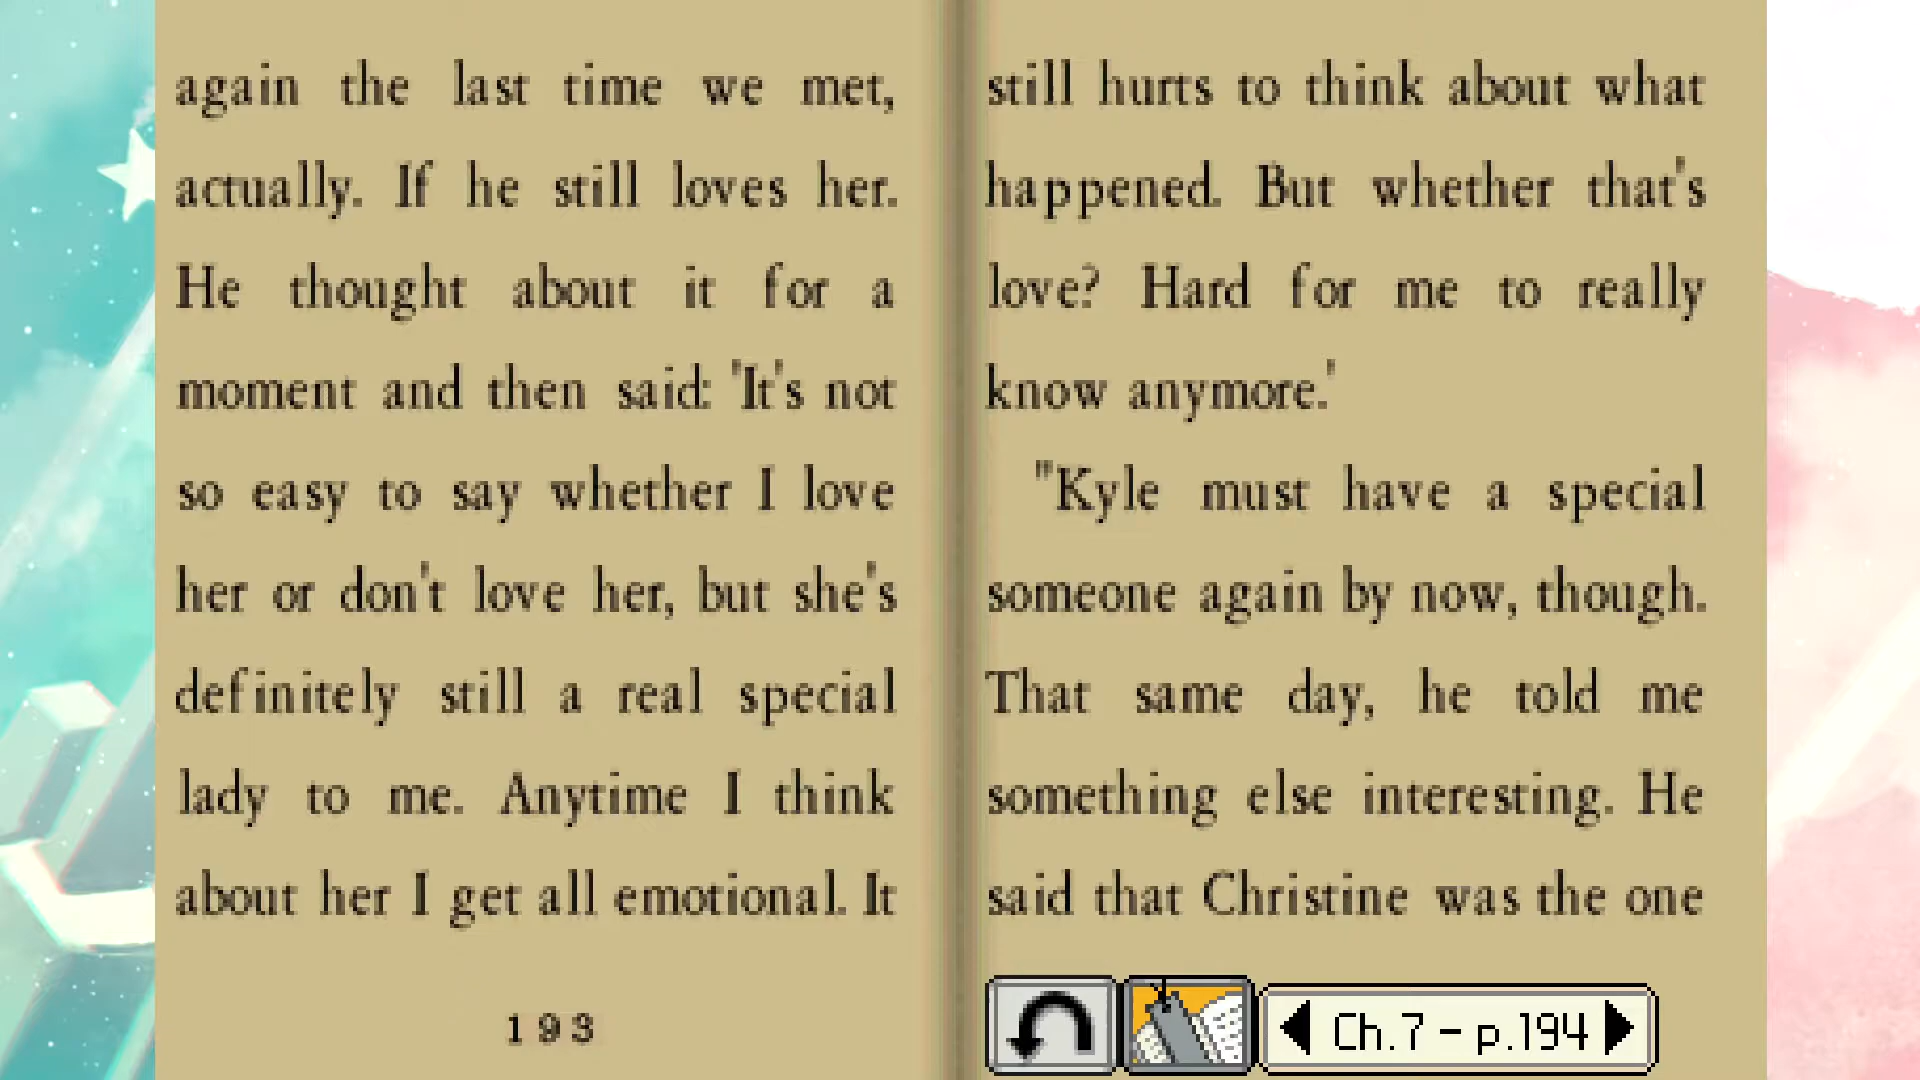 again the last time we met,
actually. If he still loves her.
He thought about it for a
moment and then said: 'It's not
so easy to say whether I love
her or don't love her, but she's
definitely still a real special
lady to me. Anytime I think
about her I get all emotional. It
193
still hurts to think about what
happened. But whether that's
love? Hard for me to really
know anymore.'
"Kyle must have a special
someone again by now, though.
That same day, he told me
something else interesting. He
said that Christine was the one
Ch.7 - p.194